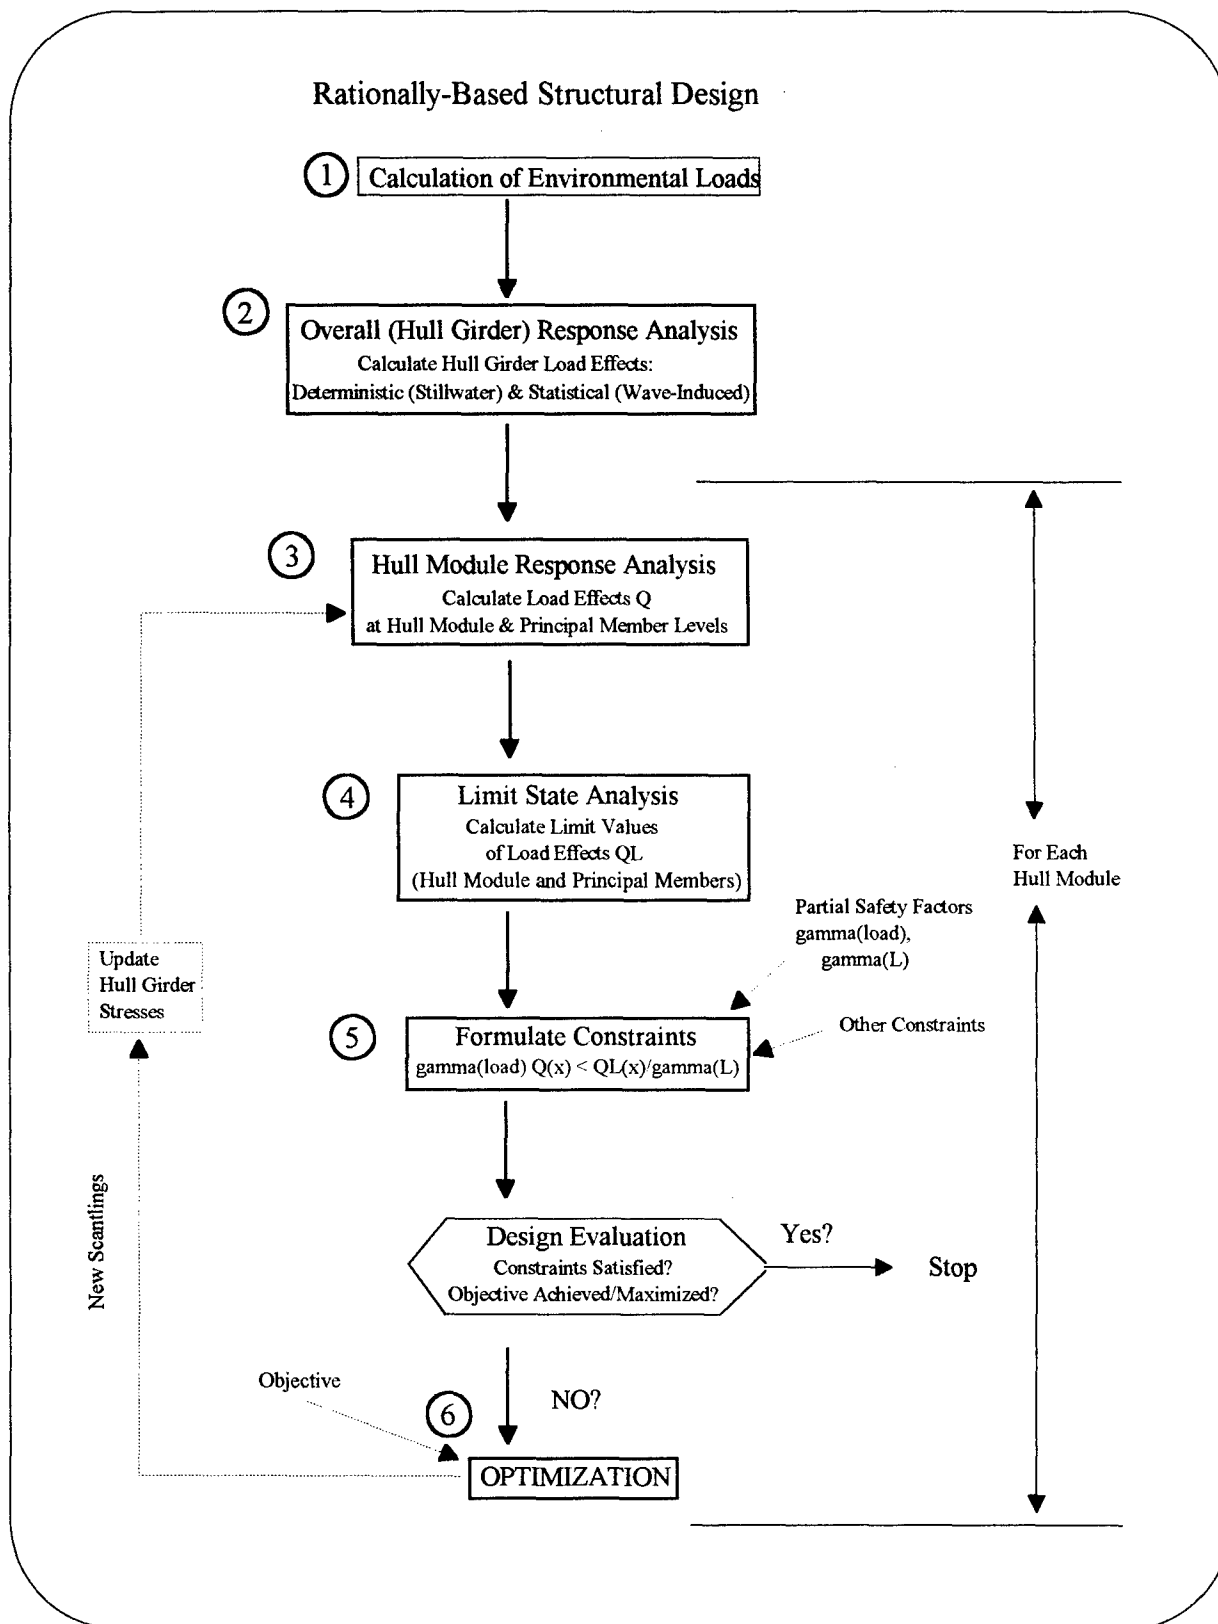 Rationally-Based Structural Design
1
Calculation of Environmental Loads
2
Overall (Hull Girder) Response Analysis
Calculate Hull Girder Load Effects:
Deterministic (Stillwater) & Statistical (Wave-Induced)
3
Hull Module Response Analysis
Calculate Load Effects Q
at Hull Module & Principal Member Levels
4
Limit State Analysis
Calculate Limit Values
of Load Effects QL
(Hull Module and Principal Members)
For Each
Hull Module
Partial Safety Factors
gamma(load),
gamma(L)
Update
Hull Girder
Stresses
5
Formulate Constraints
gamma(load) Q(x) < QL(x)/gamma(L)
Other Constraints
New Scantlings
Design Evaluation
Constraints Satisfied?
Objective Achieved/Maximized?
Yes?
Stop
Objective
6
NO?
OPTIMIZATION